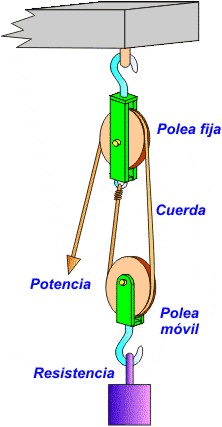 Polea fija
Cuerda
Potencia
Polea
móvil
Resistencia